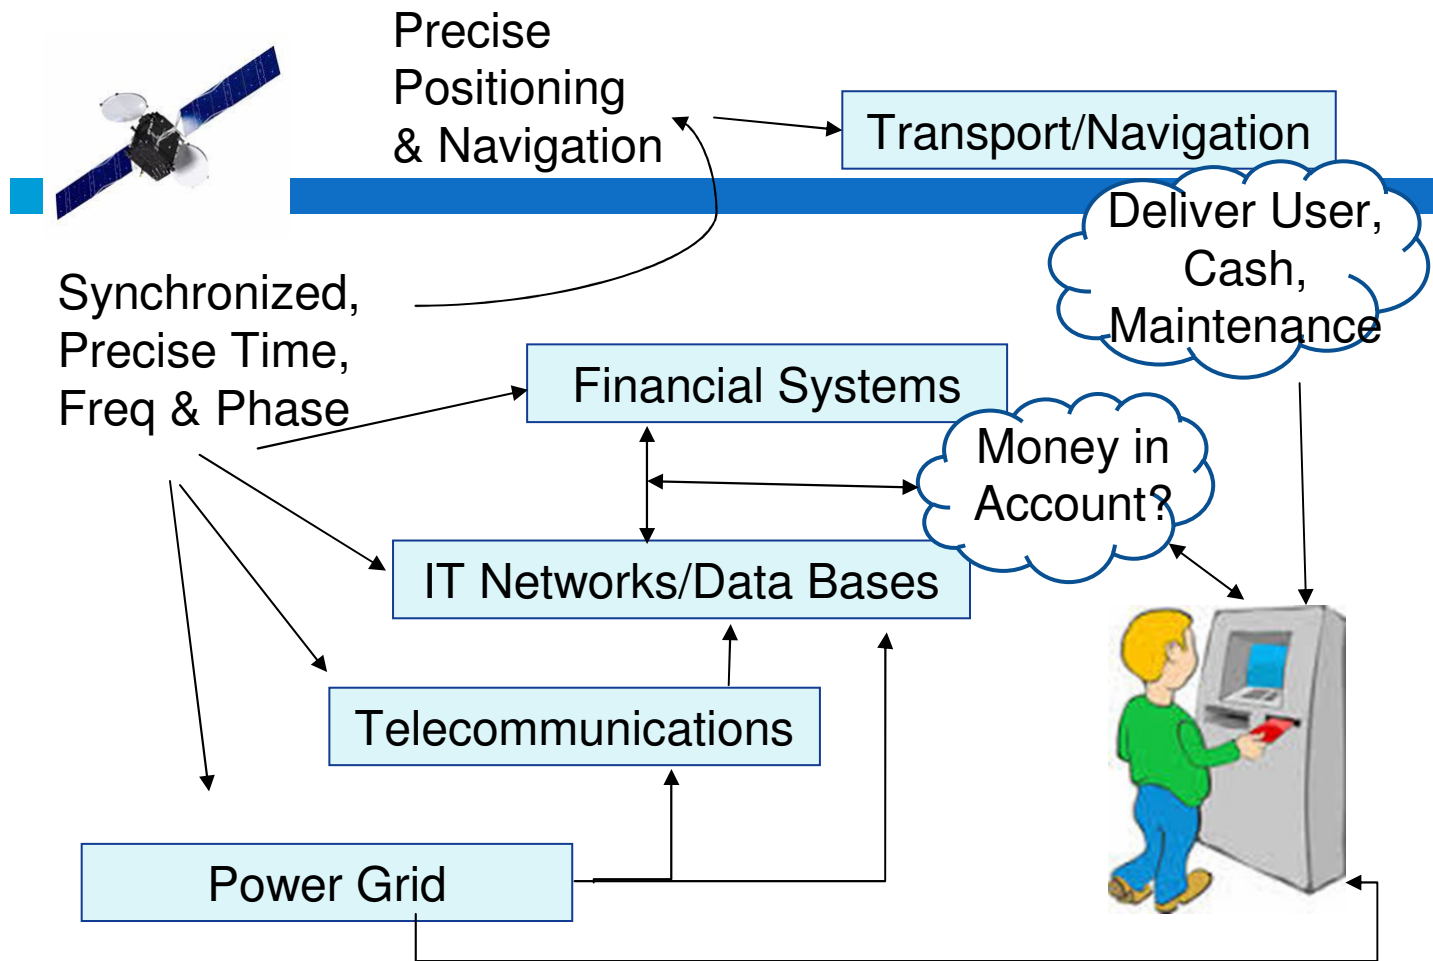 Precise
Positioning
& Navigation
Transport/Navigation
Deliver User,
Cash,
Maintenance
Synchronized,
Precise Time,
Freq & Phase
Financial Systems
Money in
Account?
IT Networks/Data Bases
Telecommunications
Power Grid